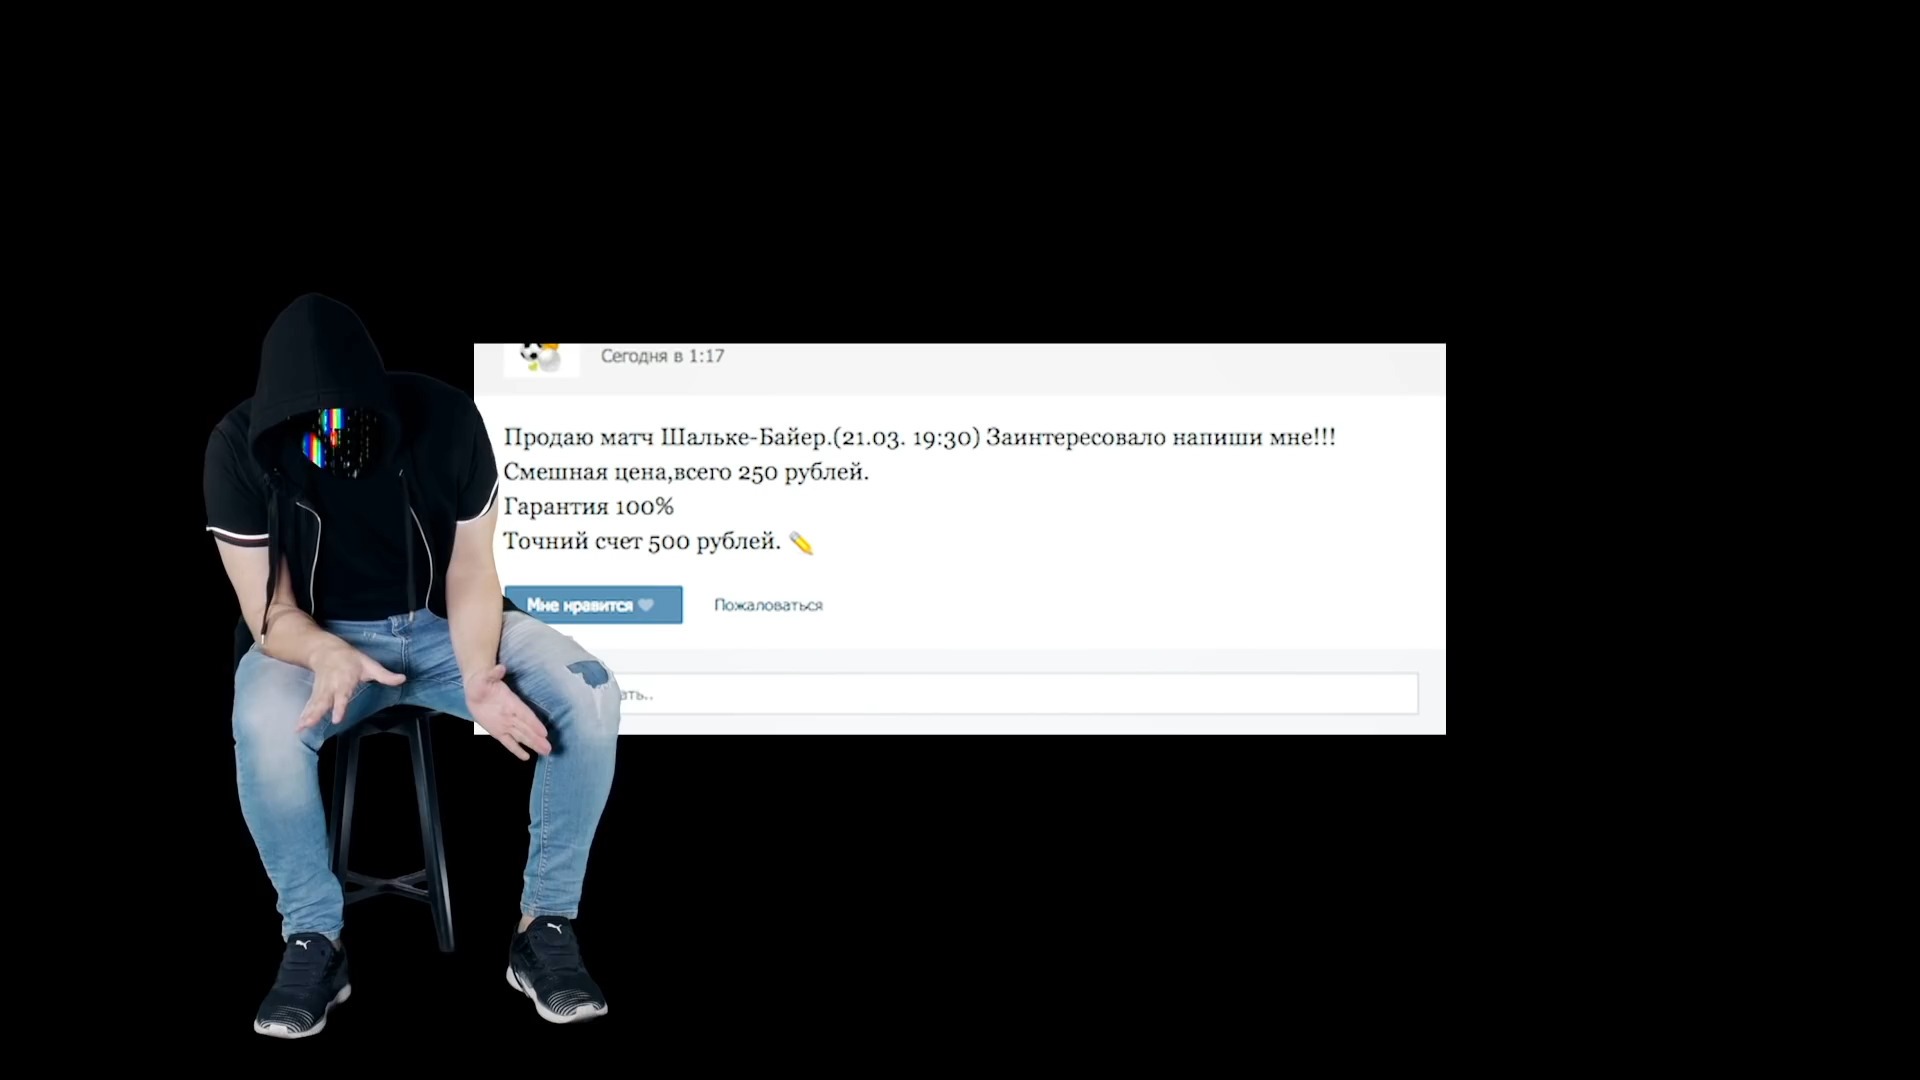 Сегодня в 1:17
Продаю матч Шальке-Байер.(21.03. 19:30) Заинтересовало напиши мне!!!
Смешная цена,всего 250 рублей.
Гарантия 100%
Точний счет 500 рублей.
Мне нравится
Пожаловаться